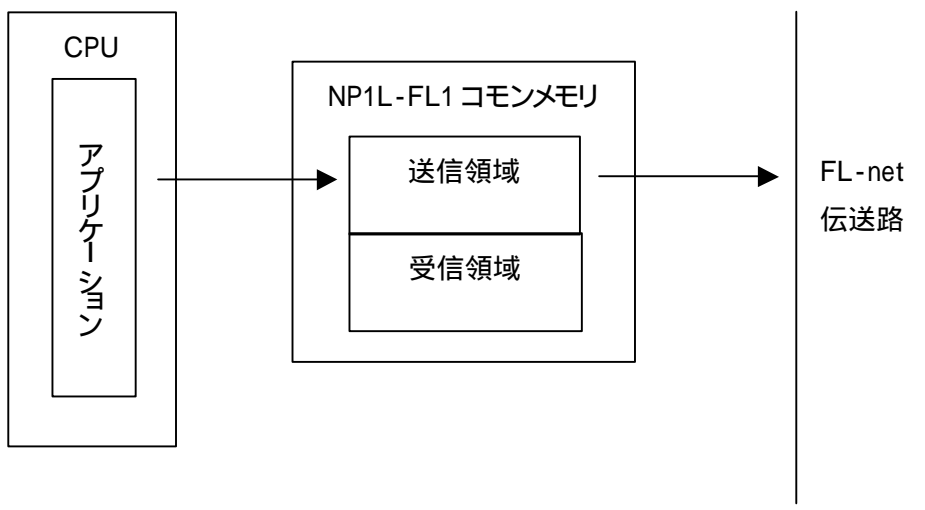 CPU
アプリケーション
NP1L-FL1 コモンメモリ
送信領域
受信領域
FL-net
伝送路